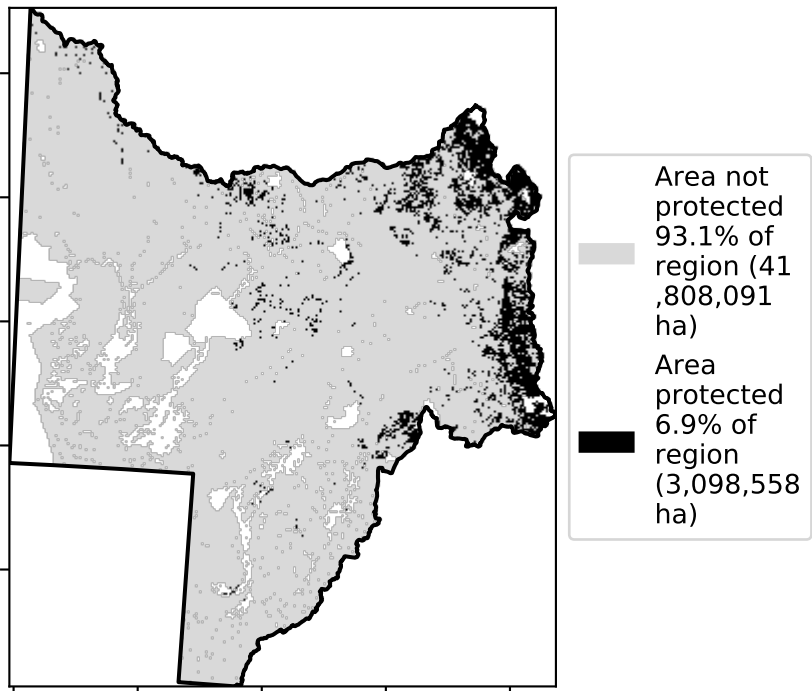 Area not
protected
93.1% of
region (41
,808,091
ha)
Area
protected
6.9% of
region
(3,098,558
ha)